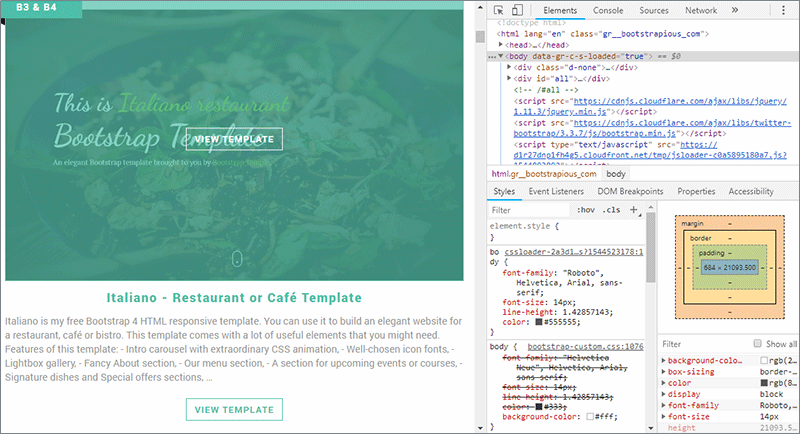 B3 & B4
This is Italiano restaurant
Bootstrap Template
VIEW TEMPLATE
An elegant Bootstrap template brought to you by Bootstrap Temple
Italiano - Restaurant or Café Template
Italiano is my free Bootstrap 4 HTML responsive template. You can use it to build an elegant website for
a restaurant, café or bistro. This template comes with a lot of useful elements that you might need.
Features of this template: - Intro carousel with extraordinary CSS animation, - Well-chosen icon fonts, -
Lightbox gallery, - Fancy About section, - Our menu section, - A section for upcoming events or courses, -
Signature dishes and Special offers sections, ...
VIEW TEMPLATE
Elements Console Sources Network »
<!doctype html>
<html lang="en" class="gr__bootstrapious_com">
<head>…</head>
<body data-gr-c-s-loaded="true"> == $0
<div class="d-none">…</div>
<div id="all">…</div>
<!-- /#all -->
<script src="https://cdnjs.cloudflare.com/ajax/libs/jquery/
1.11.3/jquery.min.js"></script>
<script src="https://cdnjs.cloudflare.com/ajax/libs/twitter-
bootstrap/3.3.7/js/bootstrap.min.js"></script>
<script type="text/javascript" src="https://
d1r27dnplfh4g5.cloudfront.net/tmp/jsloader-c0a5895180a7.js?
html.gr__bootstrapious_com body
Styles Event Listeners DOM Breakpoints Properties Accessibility
Filter :hov .cls +
element.style {
}
bo cssloader-2a3d1…s?1544523178:1
dy {
font-family: "Roboto",
Helvetica, Arial, sans-
serif;
font-size: 14px;
line-height: 1.42857143;
color: #555555;
}
body { bootstrap-custom.css:1076
font-family: "Helvetica
Neue", Helvetica, Arial,
sans-serif;
font-size: 14px;
line-height: 1.42857143;
color: #333;
background-color: #fff;
}
margin –
border –
padding –
684 × 21093.500
–
–
–
Filter Show all
background-colo… rgb(2
box-sizing border-…
color rgb(8
display block
font-family Roboto,
font-size 14px
height 21093.5…